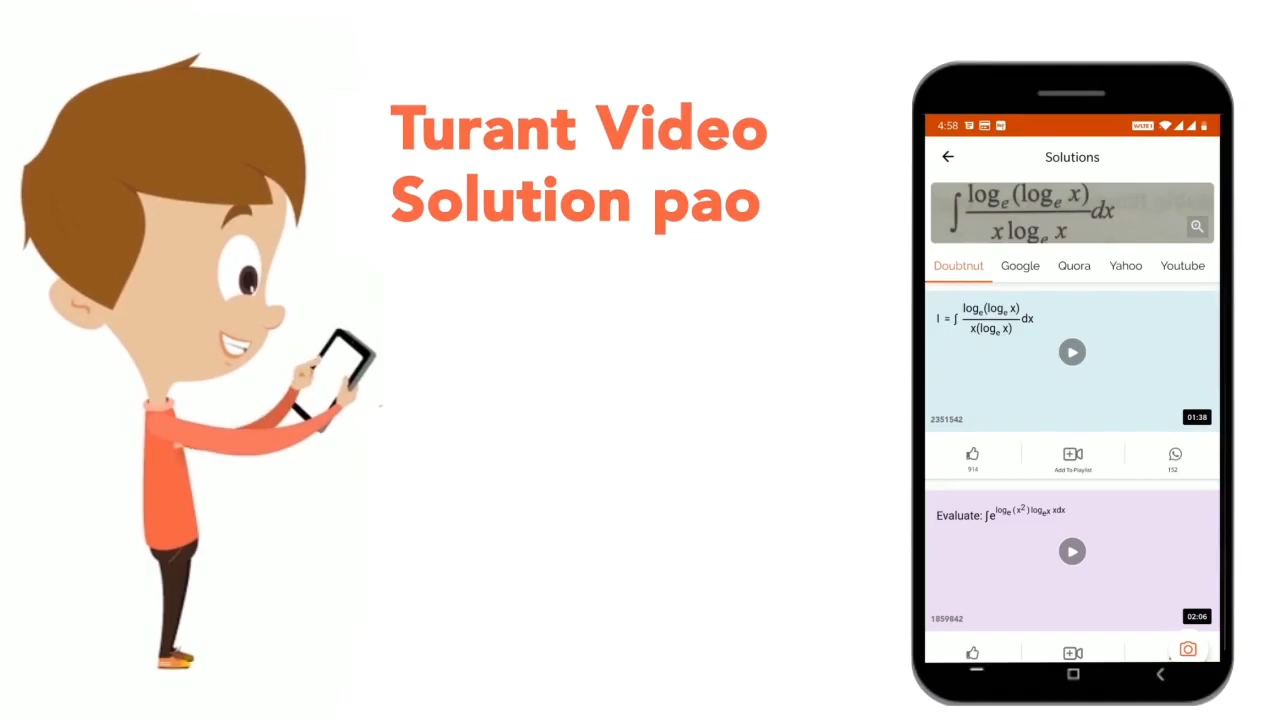 Turant Video
Solution pao
4:58
VoLTE1
Solutions
∫ logₑ(logₑ x) / x logₑ x dx
Doubtnut Google Quora Yahoo Youtube
I = ∫ logₑ(logₑ x) / x(logₑ x) dx
2351542 01:38
914 Add To Playlist 152
Evaluate: ∫e^logₑ(x²)logₑx xdx
1859842 02:06